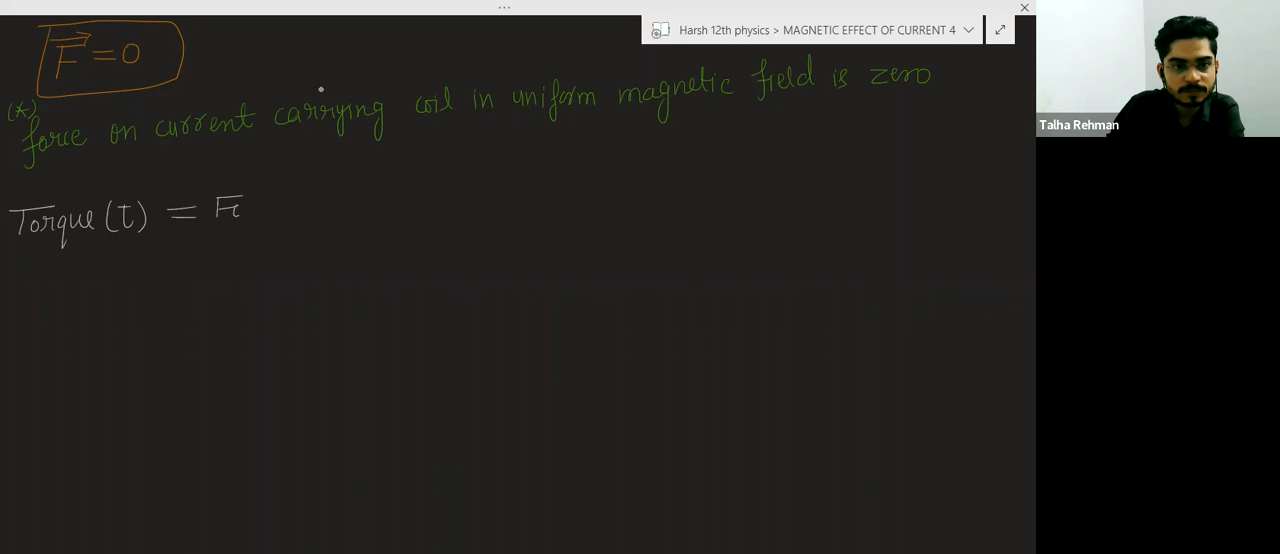 Harsh 12th physics > MAGNETIC EFFECT OF CURRENT 4
F = 0
(*)
force on current carrying coil in uniform magnetic field is zero
Talha Rehman
Torque (t) = F